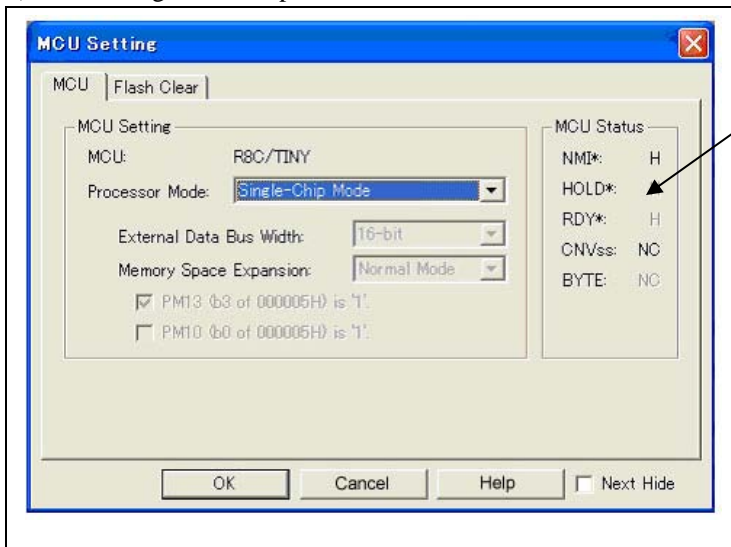 MCU Setting
MCU
Flash Clear
MCU Setting
MCU: R8C/TINY
Processor Mode: Single-Chip Mode
External Data Bus Width: 16-bit
Memory Space Expansion: Normal Mode
PM13 (b3 of 000005H) is '1'.
PM10 (b0 of 000005H) is '1'.
MCU Status
NMI*: H
HOLD*:
RDY*: H
CNVss: NC
BYTE: NC
OK
Cancel
Help
Next Hide